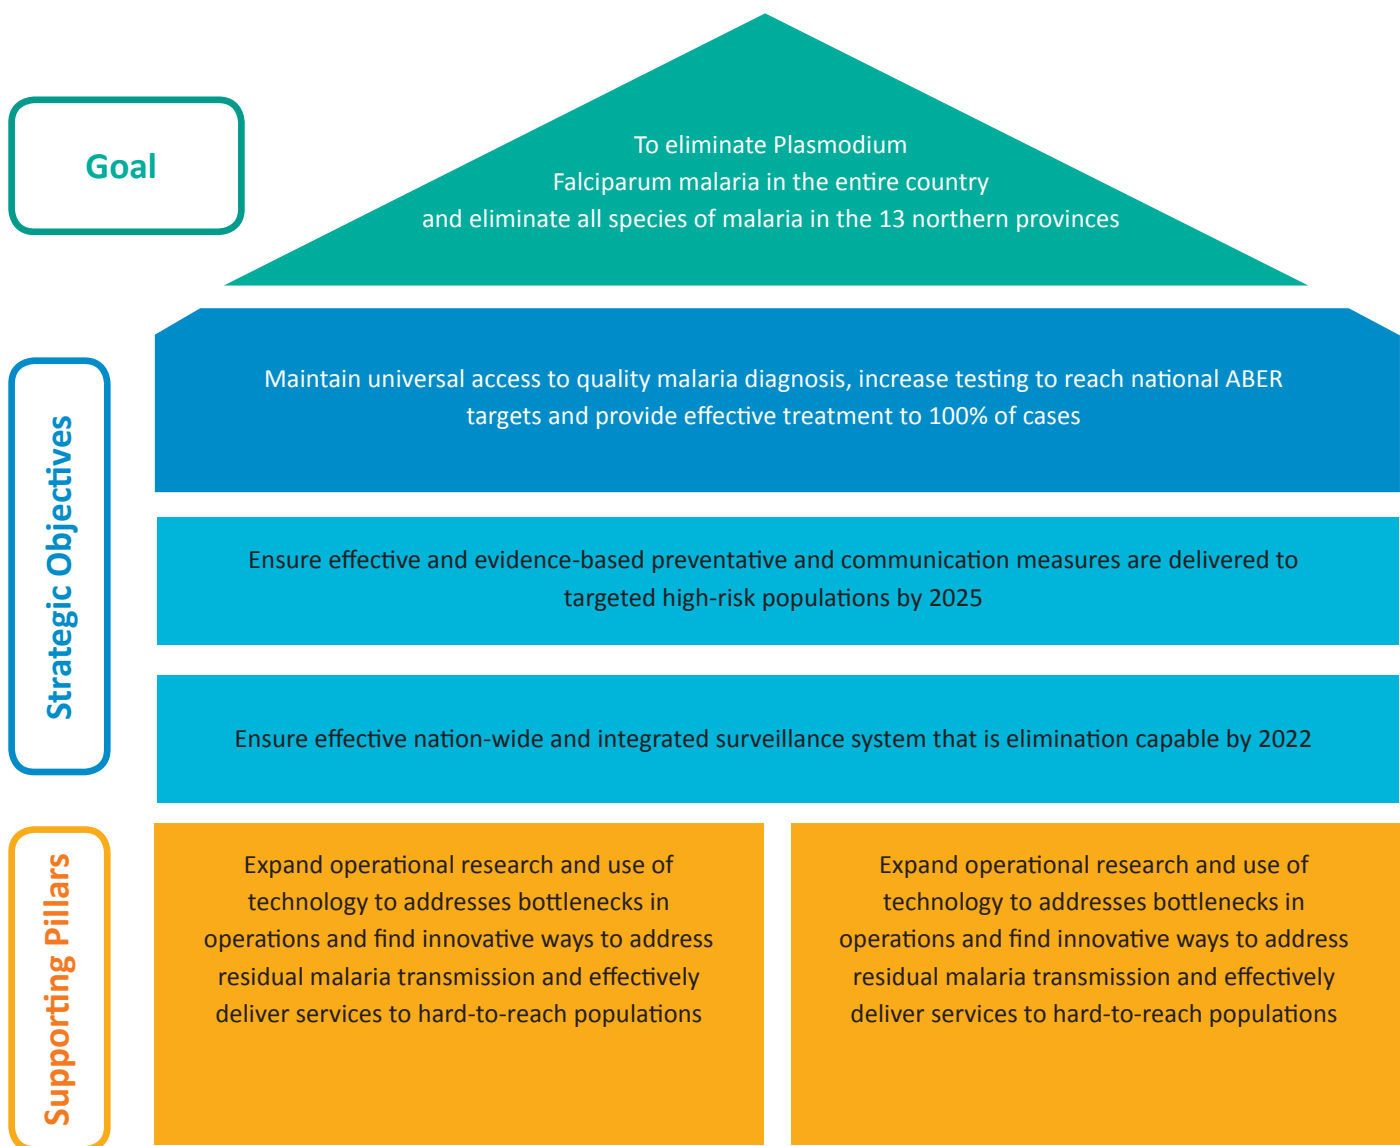 Goal
To eliminate Plasmodium
Falciparum malaria in the entire country
and eliminate all species of malaria in the 13 northern provinces
Strategic Objectives
Maintain universal access to quality malaria diagnosis, increase testing to reach national ABER
targets and provide effective treatment to 100% of cases
Ensure effective and evidence-based preventative and communication measures are delivered to
targeted high-risk populations by 2025
Ensure effective nation-wide and integrated surveillance system that is elimination capable by 2022
Supporting Pillars
Expand operational research and use of
technology to addresses bottlenecks in
operations and find innovative ways to address
residual malaria transmission and effectively
deliver services to hard-to-reach populations
Expand operational research and use of
technology to addresses bottlenecks in
operations and find innovative ways to address
residual malaria transmission and effectively
deliver services to hard-to-reach populations